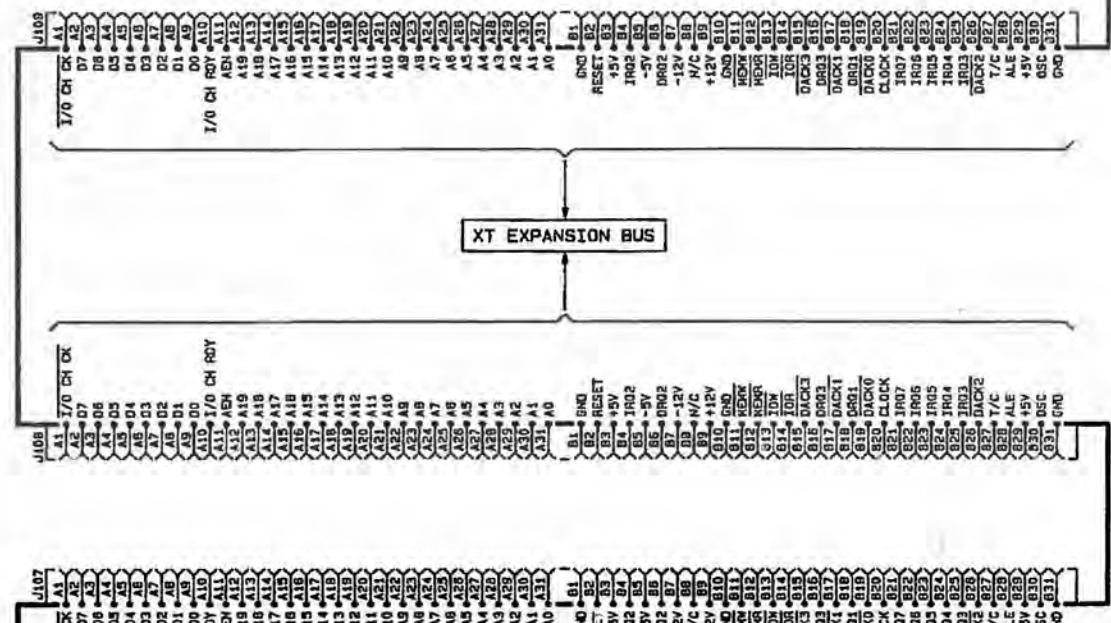 J109 A1 A2 A3 A4 A5 A6 A7 A8 A9 A10 A11 A12 A13 A14 A15 A16 A17 A18 A19 A20 A21 A22 A23 A24 A25 A26 A27 A28 A29 A30 A31 B1 B2 B3 B4 B5 B6 B7 B8 B9 B10 B11 B12 B13 B14 B15 B16 B17 B18 B19 B20 B21 B22 B23 B24 B25 B26 B27 B28 B29 B30 B31
I/O CH CK D7 D6 D5 D4 D3 D2 D1 D0 I/O CH RDY AEN A19 A18 A17 A16 A15 A14 A13 A12 A11 A10 A9 A8 A7 A6 A5 A4 A3 A2 A1 A0 GND RESET +5V IRQ2 -5V DRQ2 -12V N/C +12V GND MEMW MEMR IOW IOR DACK3 DRQ3 DACK1 DRQ1 DACK0 CLOCK IRQ7 IRQ6 IRQ5 IRQ4 IRQ3 DACK2 T/C ALE +5V OSC GND
XT EXPANSION BUS
I/O CH CK D7 D6 D5 D4 D3 D2 D1 D0 I/O CH RDY AEN A19 A18 A17 A16 A15 A14 A13 A12 A11 A10 A9 A8 A7 A6 A5 A4 A3 A2 A1 A0 GND RESET +5V IRQ2 -5V DRQ2 -12V N/C +12V GND MEMW MEMR IOW IOR DACK3 DRQ3 DACK1 DRQ1 DACK0 CLOCK IRQ7 IRQ6 IRQ5 IRQ4 IRQ3 DACK2 T/C ALE +5V OSC GND
J108 A1 A2 A3 A4 A5 A6 A7 A8 A9 A10 A11 A12 A13 A14 A15 A16 A17 A18 A19 A20 A21 A22 A23 A24 A25 A26 A27 A28 A29 A30 A31 B1 B2 B3 B4 B5 B6 B7 B8 B9 B10 B11 B12 B13 B14 B15 B16 B17 B18 B19 B20 B21 B22 B23 B24 B25 B26 B27 B28 B29 B30 B31
J107 A1 A2 A3 A4 A5 A6 A7 A8 A9 A10 A11 A12 A13 A14 A15 A16 A17 A18 A19 A20 A21 A22 A23 A24 A25 A26 A27 A28 A29 A30 A31 B1 B2 B3 B4 B5 B6 B7 B8 B9 B10 B11 B12 B13 B14 B15 B16 B17 B18 B19 B20 B21 B22 B23 B24 B25 B26 B27 B28 B29 B30 B31